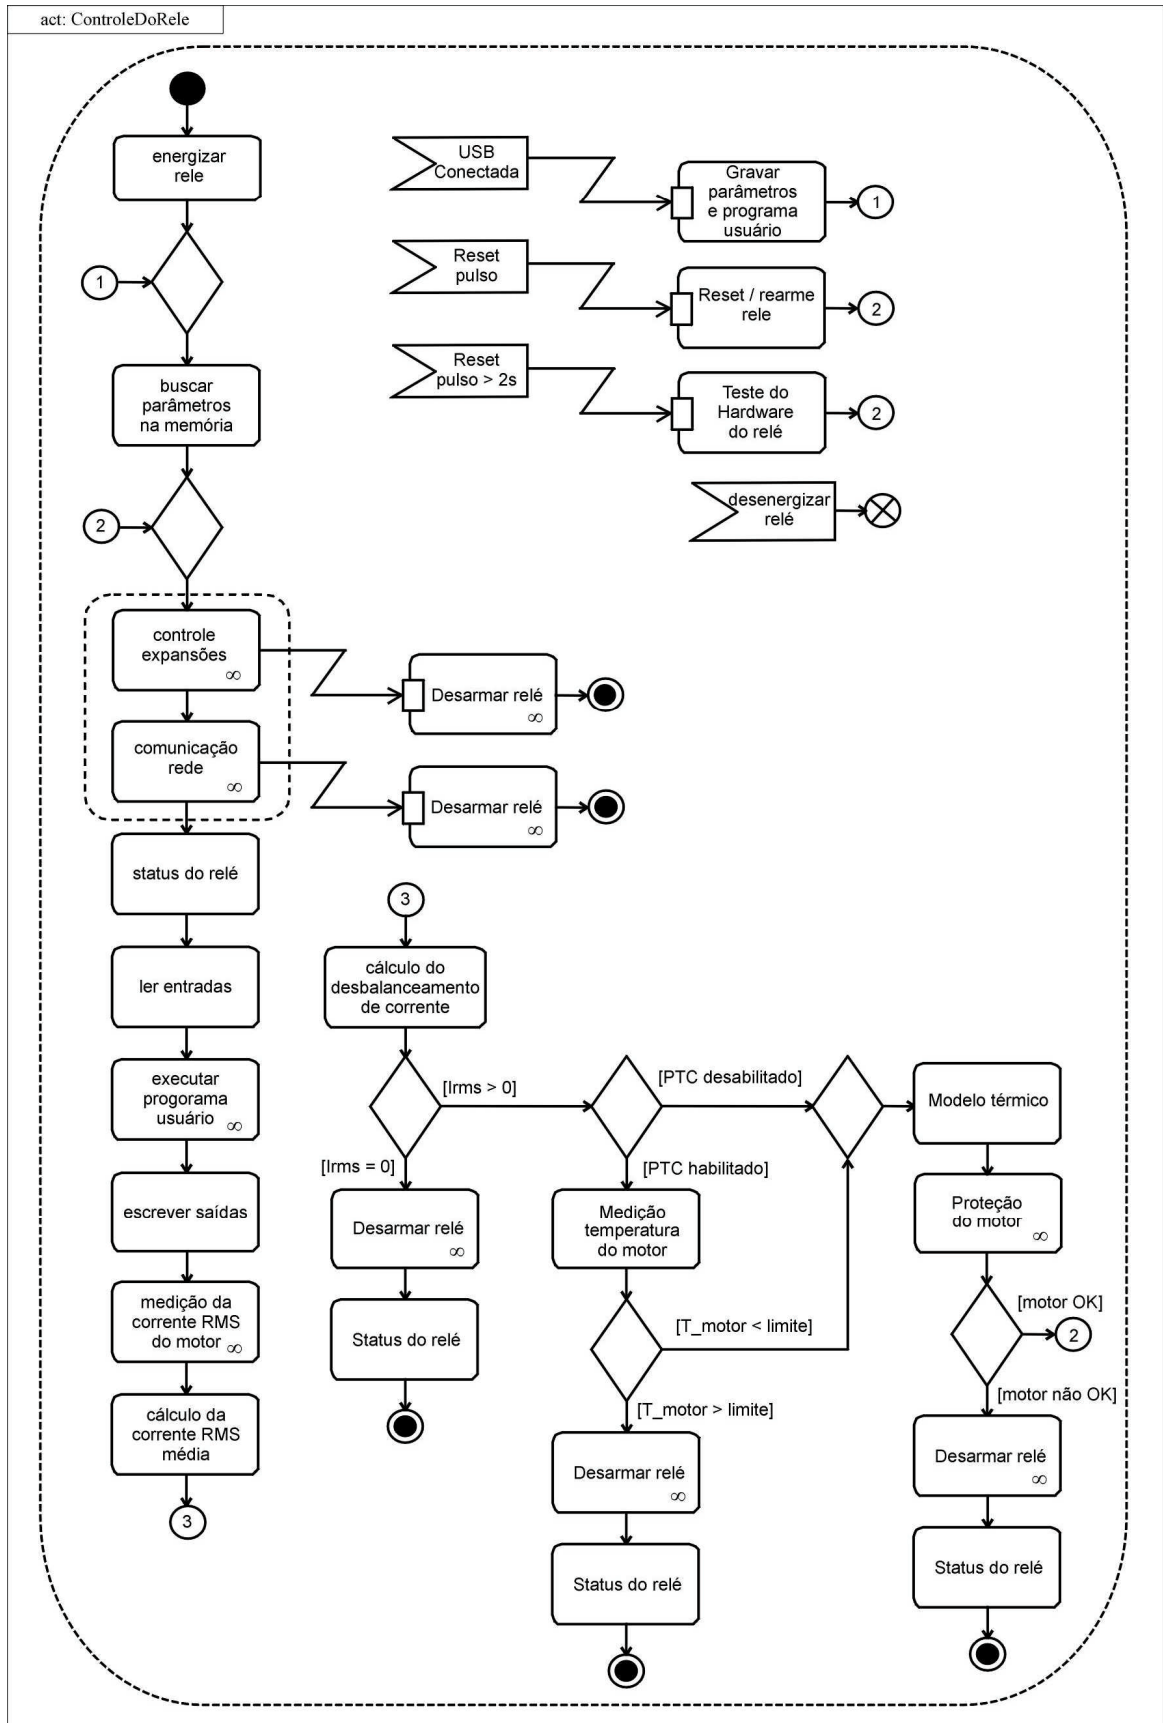 act: ControleDoRele
energizar
rele
1
buscar
parâmetros
na memória
2
controle
expansões
∞
comunicação
rede
∞
status do relé
ler entradas
executar
progorama
usuário
∞
escrever saídas
medição da
corrente RMS
do motor
∞
cálculo da
corrente RMS
média
3
USB
Conectada
Gravar
parâmetros
e programa
usuário
1
Reset
pulso
Reset / rearme
rele
2
Reset
pulso > 2s
Teste do
Hardware
do relé
2
desenergizar
relé
Desarmar relé
∞
Desarmar relé
∞
3
cálculo do
desbalanceamento
de corrente
[Irms > 0]
[Irms = 0]
Desarmar relé
∞
Status do relé
[PTC desabilitado]
[PTC habilitado]
Medição
temperatura
do motor
[T_motor < limite]
[T_motor > limite]
Desarmar relé
∞
Status do relé
Modelo térmico
Proteção
do motor
∞
[motor OK]
2
[motor não OK]
Desarmar relé
∞
Status do relé